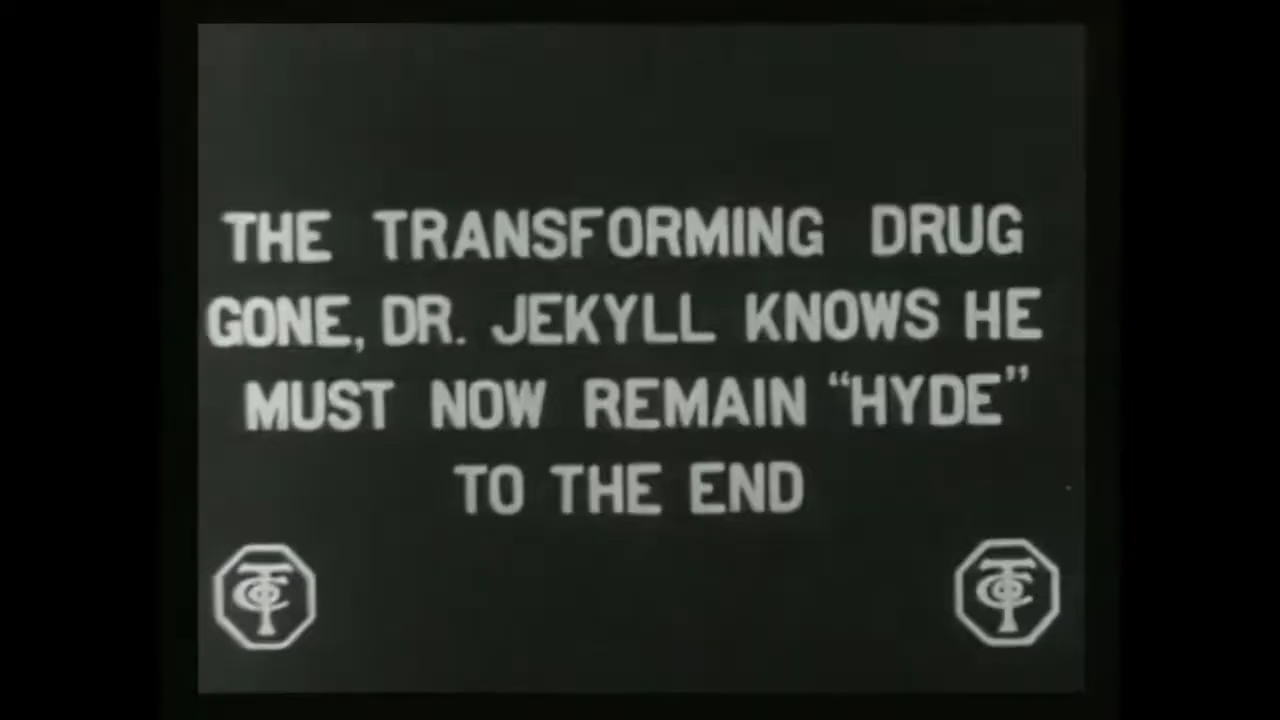 THE TRANSFORMING DRUG
GONE, DR. JEKYLL KNOWS HE
MUST NOW REMAIN “HYDE”
TO THE END